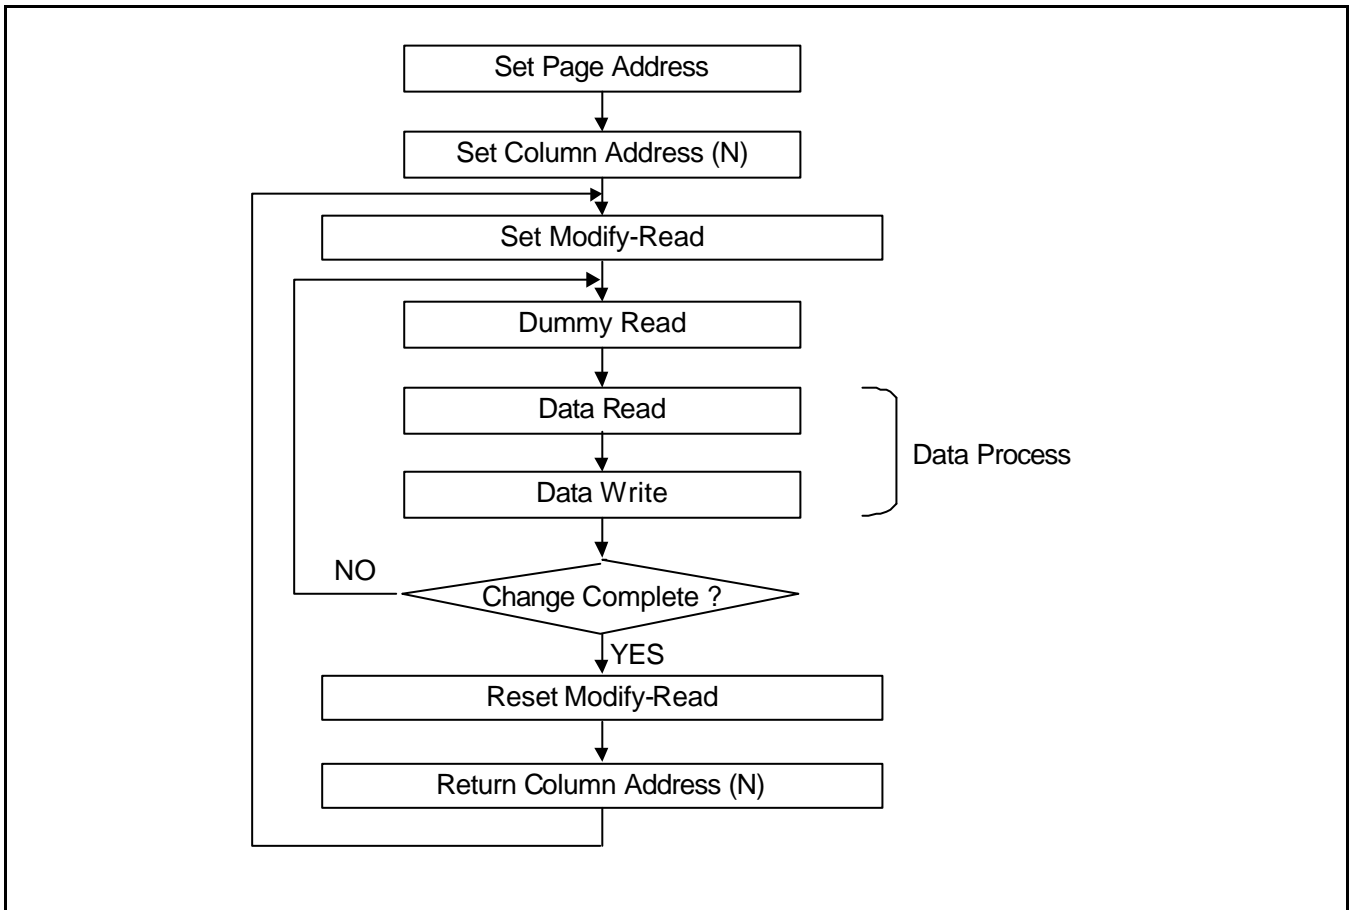 Set Page Address
Set Column Address (N)
Set Modify-Read
Dummy Read
Data Read
Data Process
Data Write
NO
Change Complete ?
YES
Reset Modify-Read
Return Column Address (N)